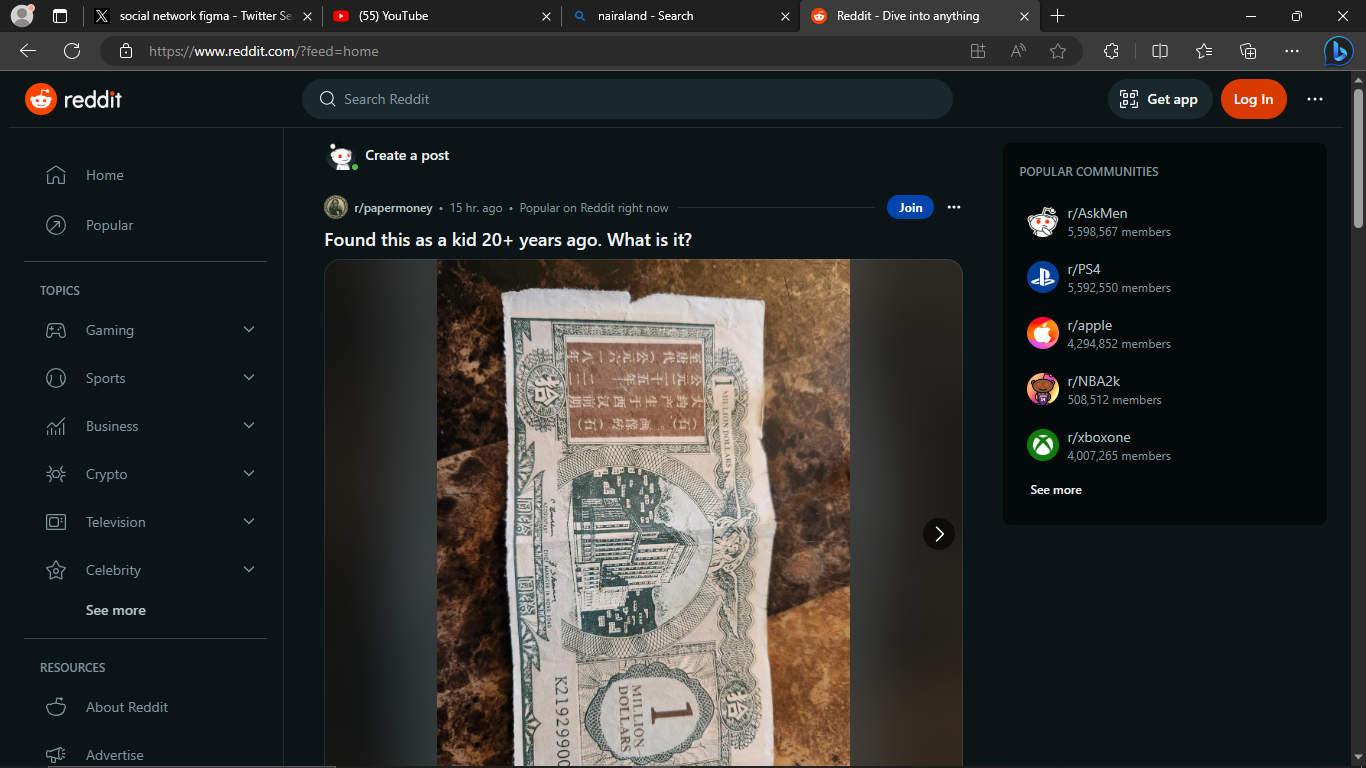 social network figma - Twitter Se
(55) YouTube
nairaland - Search
Reddit - Dive into anything
https://www.reddit.com/?feed=home
reddit
Search Reddit
Get app
Log In
Home
Popular
TOPICS
Gaming
Sports
Business
Crypto
Television
Celebrity
See more
RESOURCES
About Reddit
Advertise
Create a post
r/papermoney • 15 hr. ago • Popular on Reddit right now
Join
Found this as a kid 20+ years ago. What is it?
拾
1 MILLION DOLLARS
K2192990
1
MILLION
DOLLARS
拾
POPULAR COMMUNITIES
r/AskMen
5,598,567 members
r/PS4
5,592,550 members
r/apple
4,294,852 members
r/NBA2k
508,512 members
r/xboxone
4,007,265 members
See more